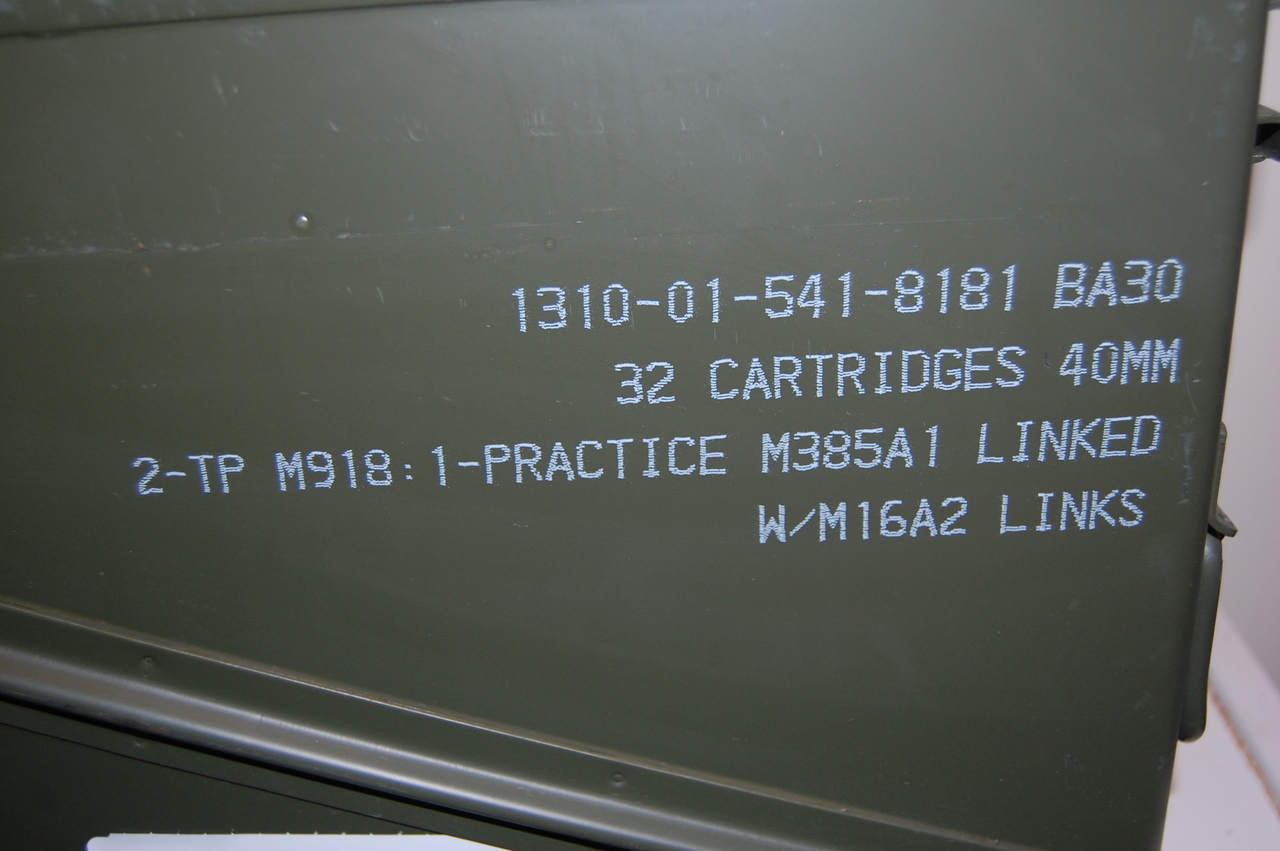 1310-01-541-8181 BA30
32 CARTRIDGES 40MM
2-TP M918:1-PRACTICE M385A1 LINKED
W/M16A2 LINKS